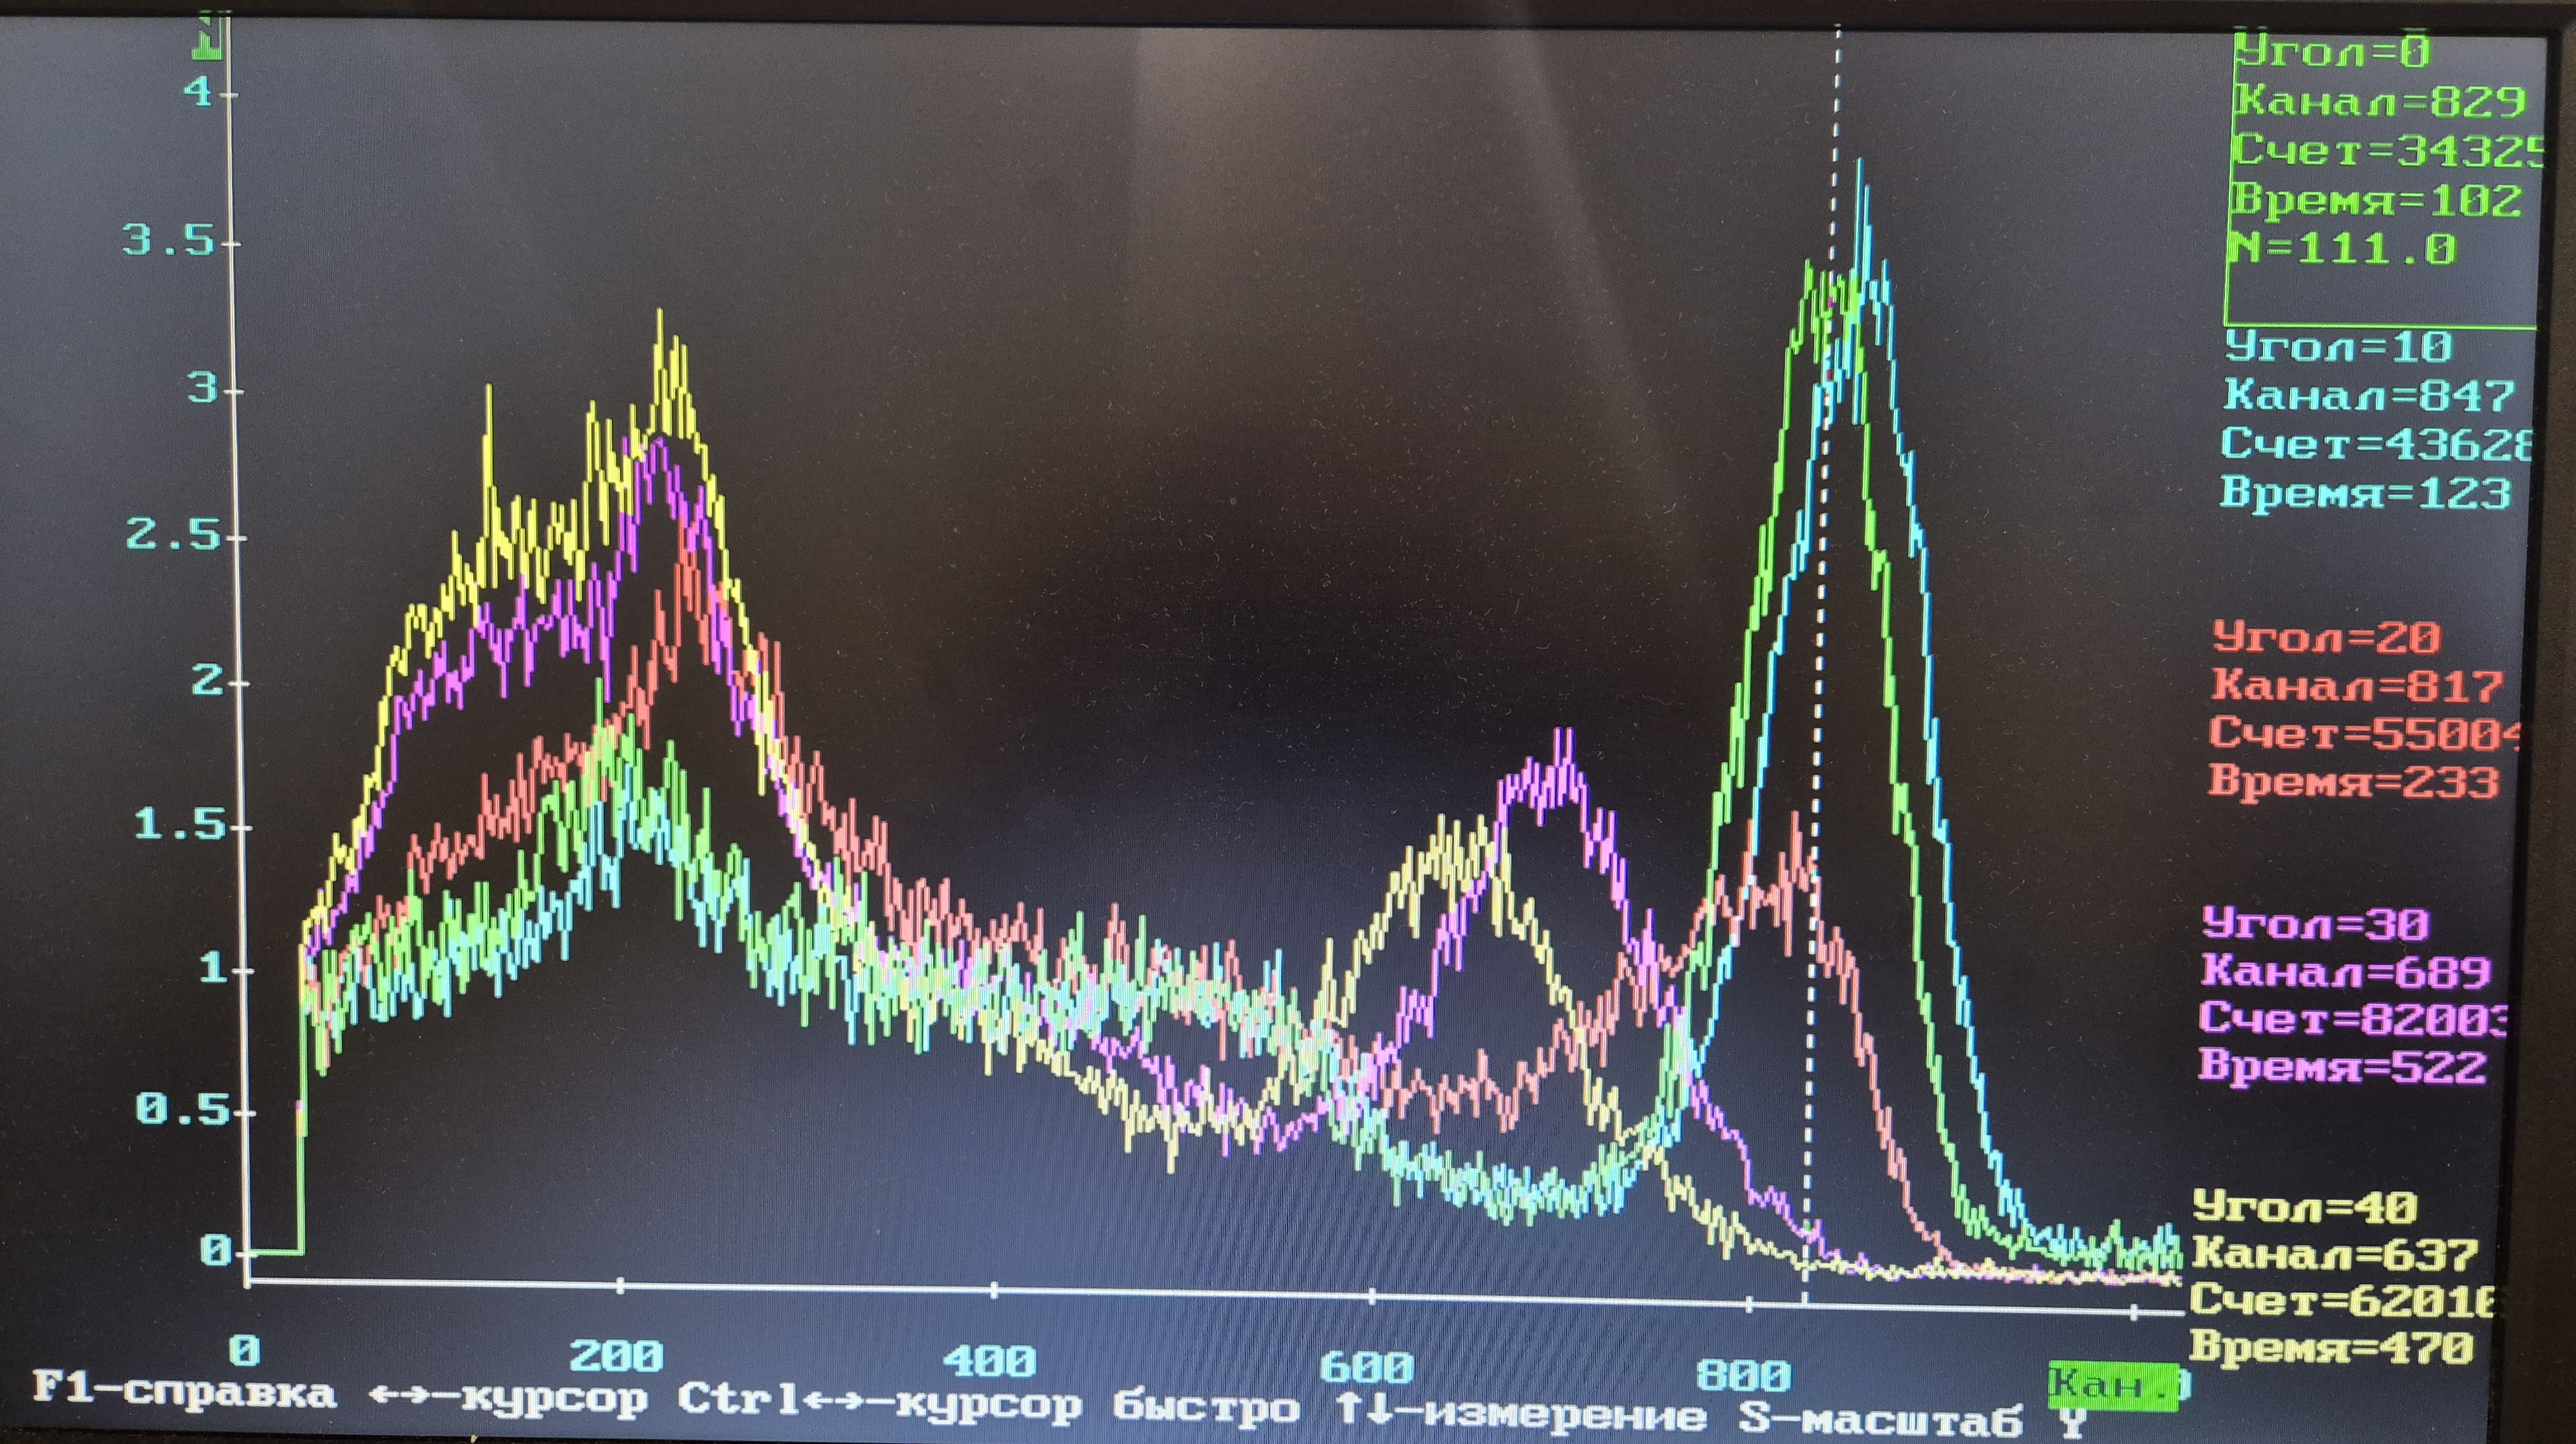 N
4
3.5
3
2.5
2
1.5
1
0.5
0
0 200 400 600 800
Кан.
Угол=0
Канал=829
Счет=34325
Время=102
N=111.0
Угол=10
Канал=847
Счет=43628
Время=123
Угол=20
Канал=817
Счет=55004
Время=233
Угол=30
Канал=689
Счет=82003
Время=522
Угол=40
Канал=637
Счет=62018
Время=470
F1-справка ←→-курсор Ctrl←→-курсор быстро ↑↓-измерение S-масштаб Y